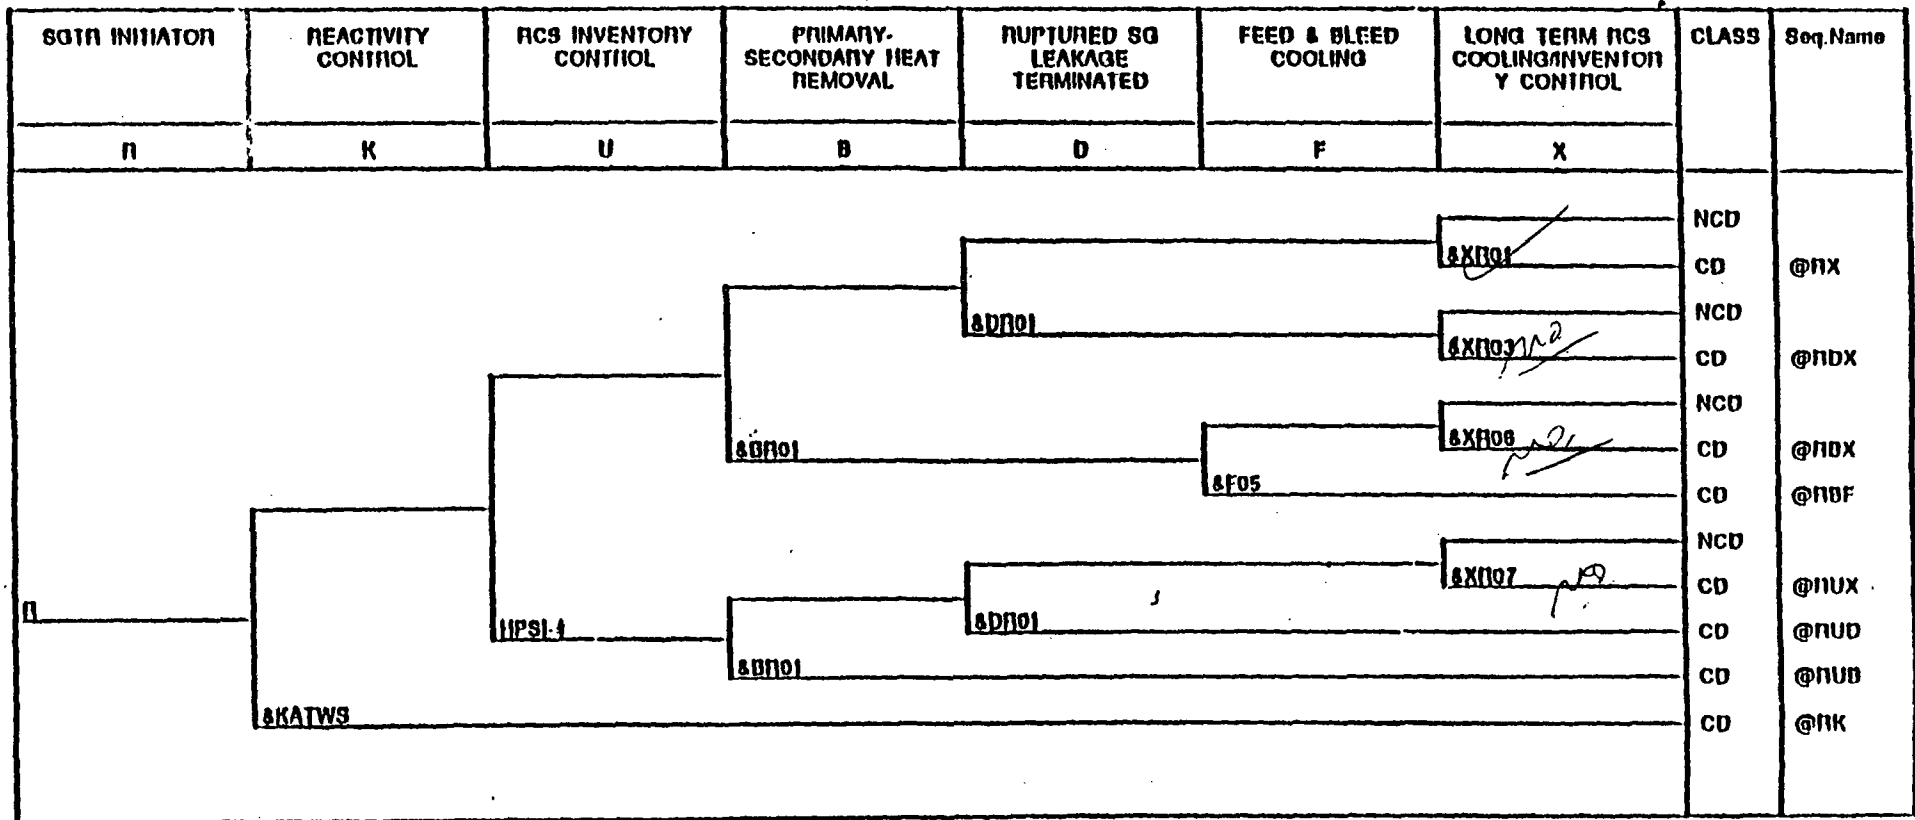 SGTR INITIATOR
REACTIVITY
CONTROL
RCS INVENTORY
CONTROL
PRIMARY-
SECONDARY HEAT
REMOVAL
RUPTURED SG
LEAKAGE
TERMINATED
FEED & BLEED
COOLING
LONG TERM RCS
COOLING/INVENTOR
Y CONTROL
CLASS
Seq.Name
R
K
U
B
D
F
X
NCD
&XR01
CD
@RX
NCD
&DR01
&XR03
CD
@RDX
NCD
&BR01
&XR06
CD
@RBX
&F05
CD
@RBF
NCD
&XR07
CD
@RUX
R
HPSI-1
&DR01
CD
@RUD
&BR01
CD
@RUB
&KATWS
CD
@RK